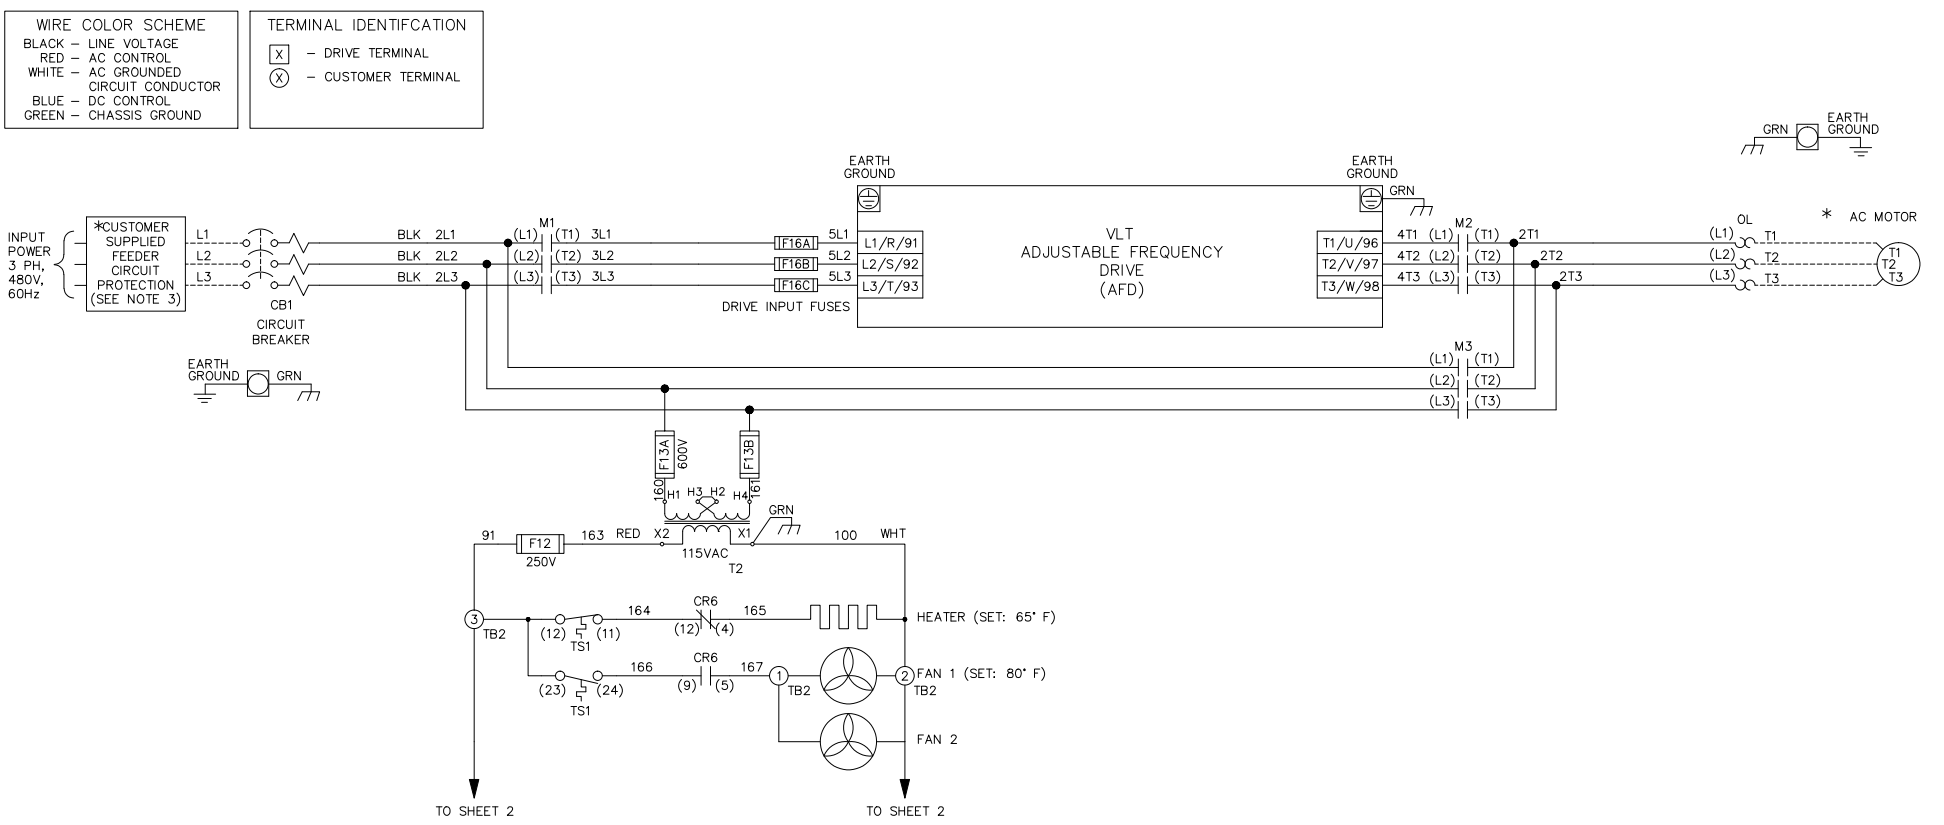 WIRE COLOR SCHEME
BLACK – LINE VOLTAGE
RED – AC CONTROL
WHITE – AC GROUNDED
CIRCUIT CONDUCTOR
BLUE – DC CONTROL
GREEN – CHASSIS GROUND
TERMINAL IDENTIFCATION
X – DRIVE TERMINAL
X – CUSTOMER TERMINAL
INPUT
POWER
3 PH,
480V,
60Hz
*CUSTOMER
SUPPLIED
FEEDER
CIRCUIT
PROTECTION
(SEE NOTE 3)
L1
L2
L3
CB1
CIRCUIT
BREAKER
EARTH
GROUND
GRN
BLK 2L1
BLK 2L2
BLK 2L3
M1
(L1) (T1) 3L1
(L2) (T2) 3L2
(L3) (T3) 3L3
F16A 5L1
F16B 5L2
F16C 5L3
DRIVE INPUT FUSES
EARTH
GROUND
L1/R/91
L2/S/92
L3/T/93
VLT
ADJUSTABLE FREQUENCY
DRIVE
(AFD)
EARTH
GROUND
GRN
T1/U/96
T2/V/97
T3/W/98
M2
4T1 (L1) (T1) 2T1
4T2 (L2) (T2) 2T2
4T3 (L3) (T3) 2T3
M3
(L1) (T1)
(L2) (T2)
(L3) (T3)
GRN
EARTH
GROUND
OL
(L1) T1
(L2) T2
(L3) T3
* AC MOTOR
T1
T2
T3
F13A
600V
F13B
160
161
H1 H3 H2 H4
GRN
91
F12
250V
163 RED X2
X1
115VAC
T2
100 WHT
3
TB2
(12) (11)
TS1
164
CR6
(12) (4)
165
HEATER (SET: 65° F)
(23) (24)
TS1
166
CR6
(9) (5)
167
1
TB2
2
TB2
FAN 1 (SET: 80° F)
FAN 2
TO SHEET 2
TO SHEET 2